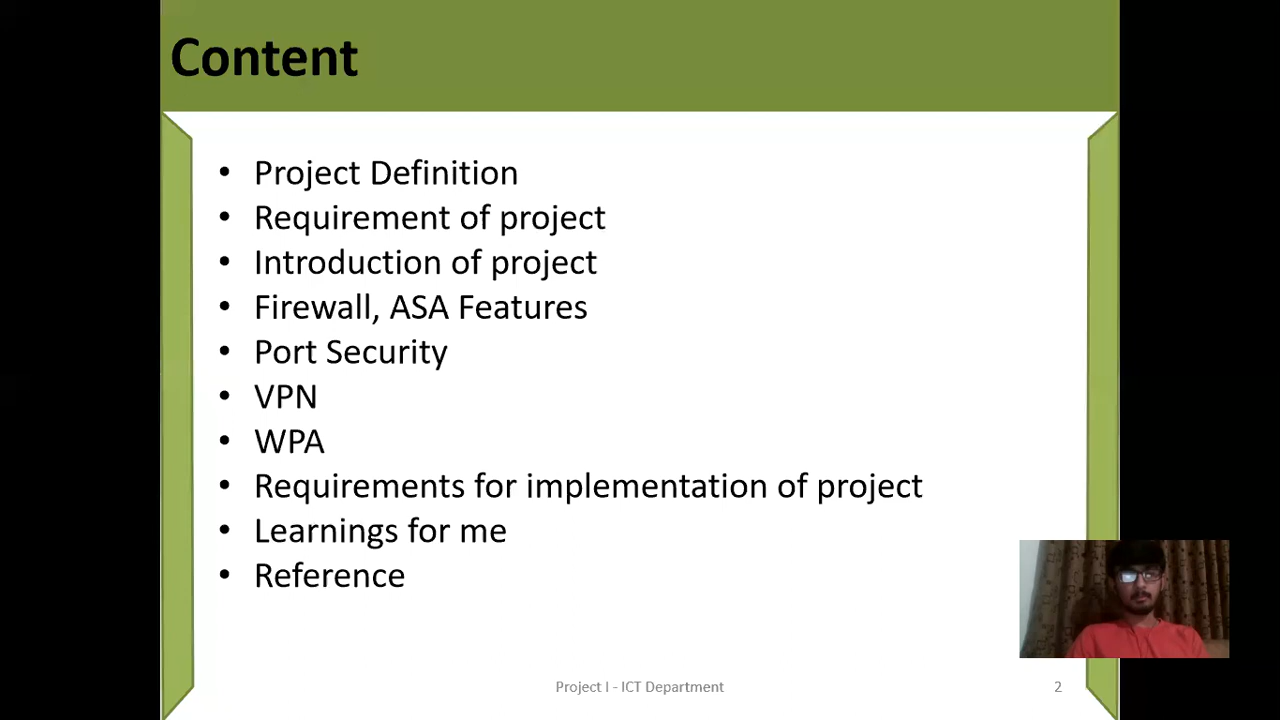 Content
• Project Definition
• Requirement of project
• Introduction of project
• Firewall, ASA Features
• Port Security
• VPN
• WPA
• Requirements for implementation of project
• Learnings for me
• Reference
Project I - ICT Department
2